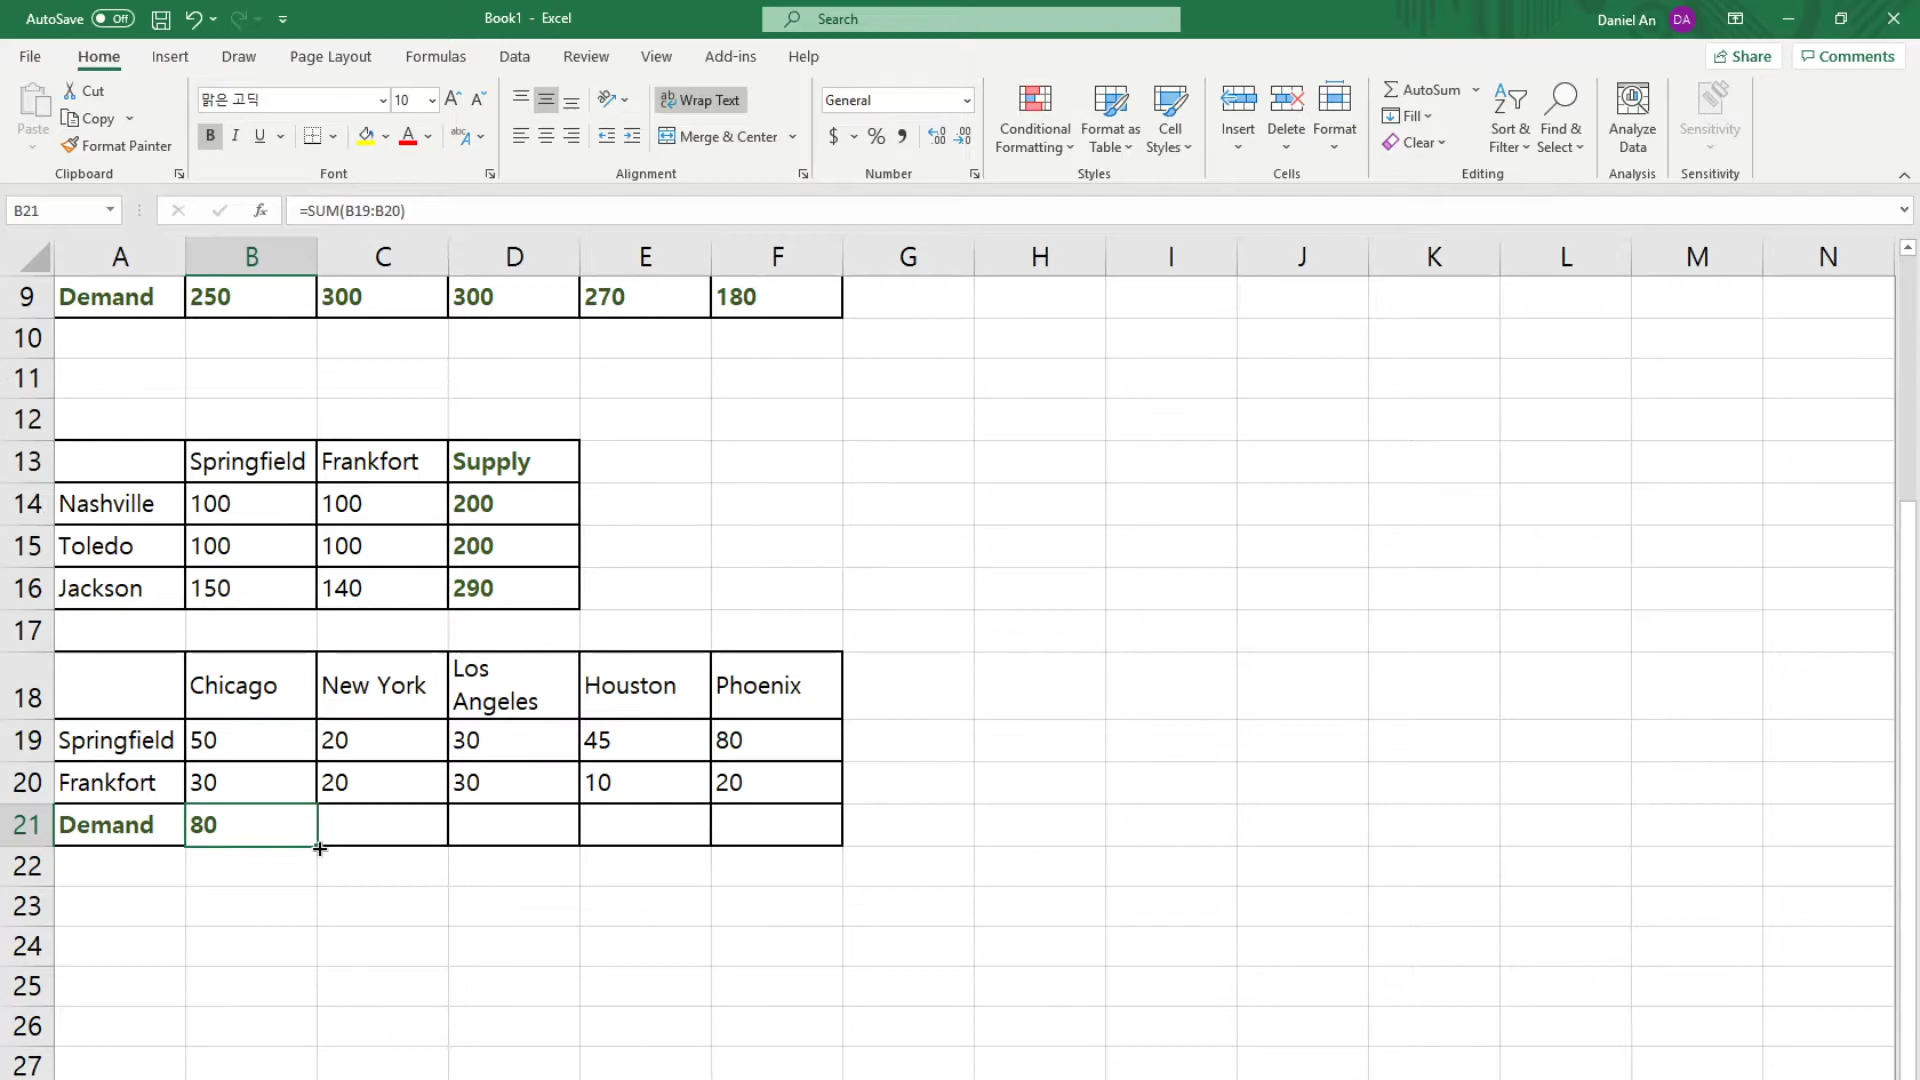 AutoSave Off Book1 - Excel Search Daniel An DA
File Home Insert Draw Page Layout Formulas Data Review View Add-ins Help Share Comments
Paste Cut Copy Format Painter
맑은 고딕 10
B I U
Wrap Text
Merge & Center
General
$ % ,
Conditional Formatting
Format as Table
Cell Styles
Insert Delete Format
AutoSum
Fill
Clear
Sort & Filter
Find & Select
Analyze Data
Sensitivity
Clipboard Font Alignment Number Styles Cells Editing Analysis Sensitivity
B21 fx =SUM(B19:B20)
A B C D E F G H I J K L M N
9 Demand 250 300 300 270 180
10
11
12
13 Springfield Frankfort Supply
14 Nashville 100 100 200
15 Toledo 100 100 200
16 Jackson 150 140 290
17
18 Chicago New York Los Angeles Houston Phoenix
19 Springfield 50 20 30 45 80
20 Frankfort 30 20 30 10 20
21 Demand 80
22
23
24
25
26
27